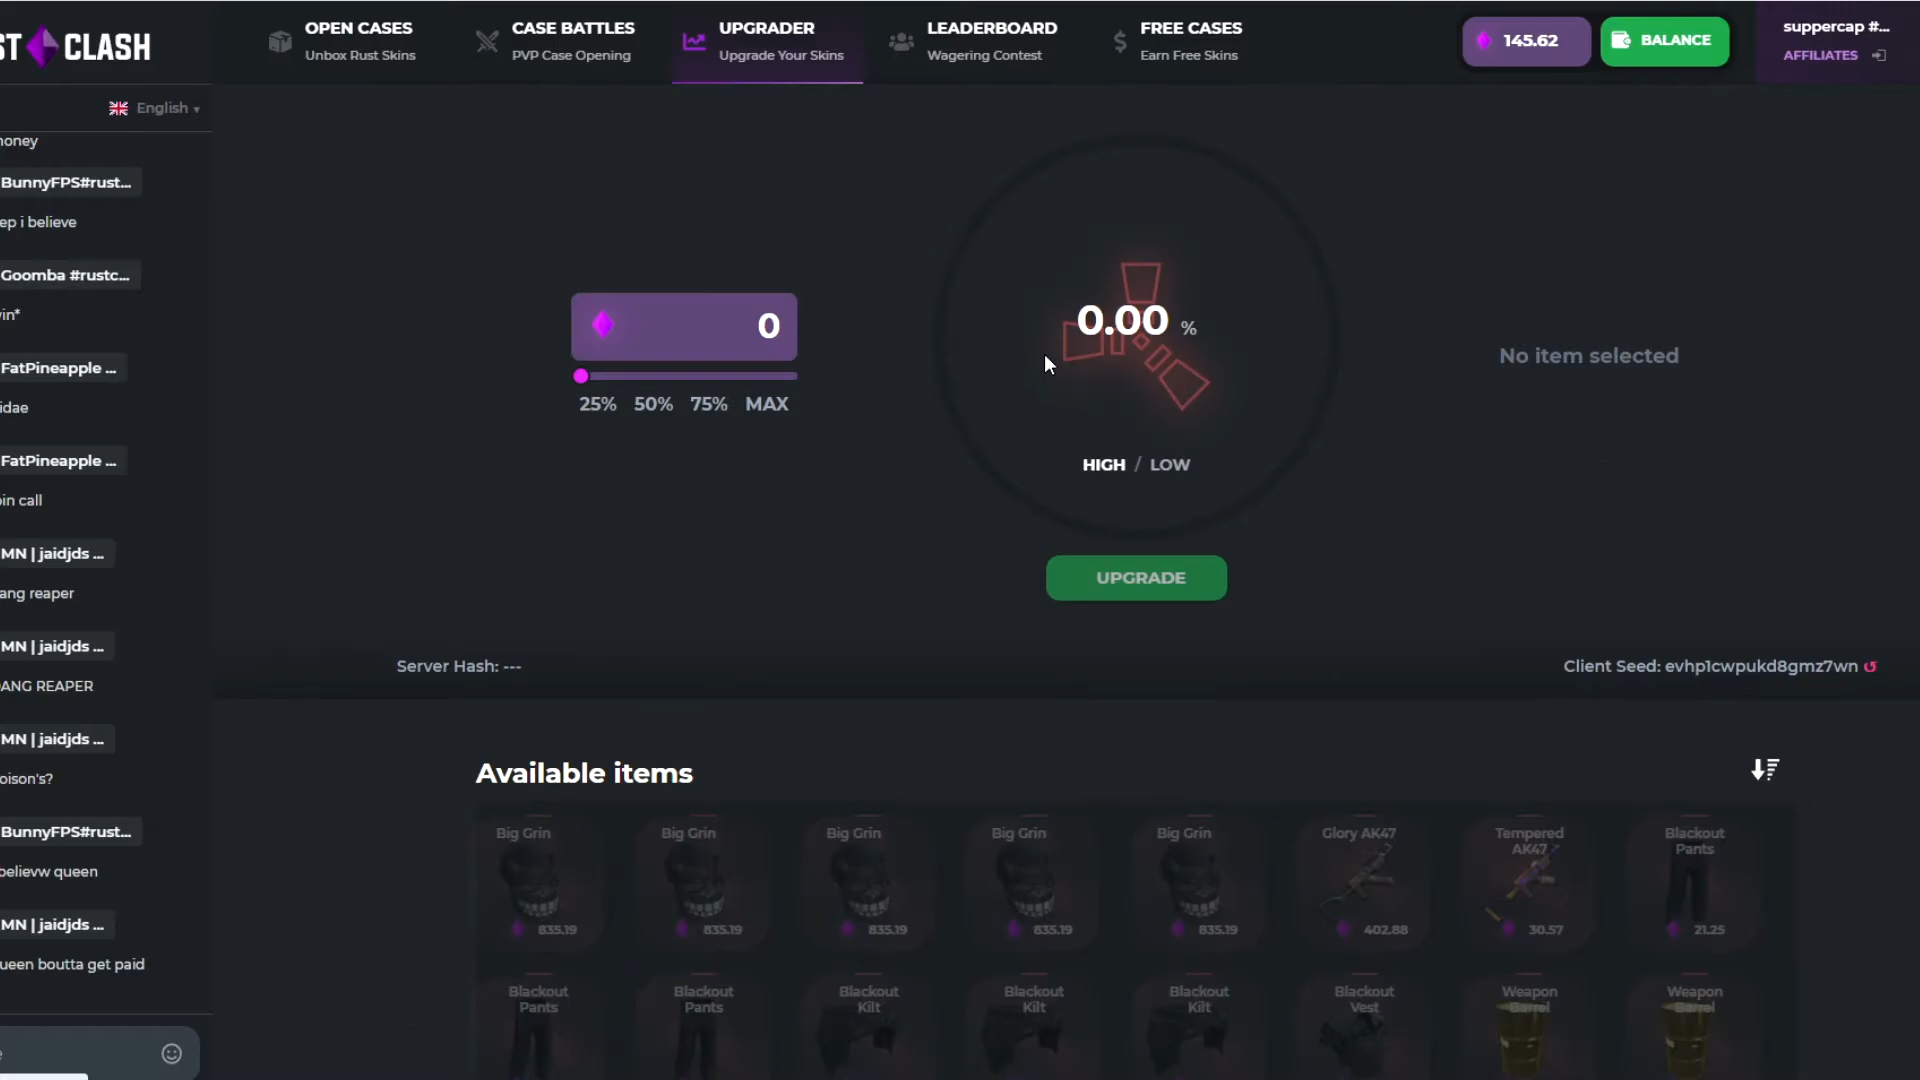 ST CLASH
OPEN CASES
Unbox Rust Skins
CASE BATTLES
PVP Case Opening
UPGRADER
Upgrade Your Skins
LEADERBOARD
Wagering Contest
FREE CASES
Earn Free Skins
145.62
BALANCE
suppercap #...
AFFILIATES
English
honey
BunnyFPS#rust...
ep i believe
Goomba #rustc...
vin*
FatPineapple ...
idae
FatPineapple ...
oin call
MN | jaidjds ...
ang reaper
MN | jaidjds ...
DANG REAPER
MN | jaidjds ...
oison's?
BunnyFPS#rust...
believw queen
MN | jaidjds ...
ueen boutta get paid
0
25% 50% 75% MAX
0.00 %
HIGH / LOW
UPGRADE
No item selected
Server Hash: ---
Client Seed: evhp1cwpukd8gmz7wn
Available items
Big Grin
835.19
Big Grin
835.19
Big Grin
835.19
Big Grin
835.19
Big Grin
835.19
Glory AK47
402.88
Tempered
AK47
30.57
Blackout
Pants
21.25
Blackout
Pants
Blackout
Pants
Blackout
Kilt
Blackout
Kilt
Blackout
Kilt
Blackout
Vest
Weapon
Barrel
Weapon
Barrel